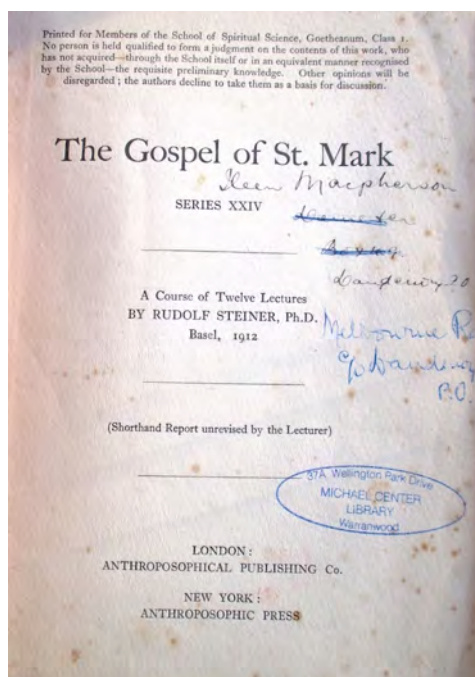 Printed for Members of the School of Spiritual Science, Goetheanum, Class 1.
No person is held qualified to form a judgment on the contents of this work, who
has not acquired—through the School itself or in an equivalent manner recognised
by the School—the requisite preliminary knowledge. Other opinions will be
disregarded ; the authors decline to take them as a basis for discussion.
The Gospel of St. Mark
Macpherson
SERIES XXIV
A Course of Twelve Lectures
BY RUDOLF STEINER, Ph.D.
Basel, 1912
Melbourne
c/o
P.O.
(Shorthand Report unrevised by the Lecturer)
37A Wellington Park Drive
MICHAEL CENTER
LIBRARY
Warranwood
LONDON :
ANTHROPOSOPHICAL PUBLISHING Co.
NEW YORK :
ANTHROPOSOPHIC PRESS